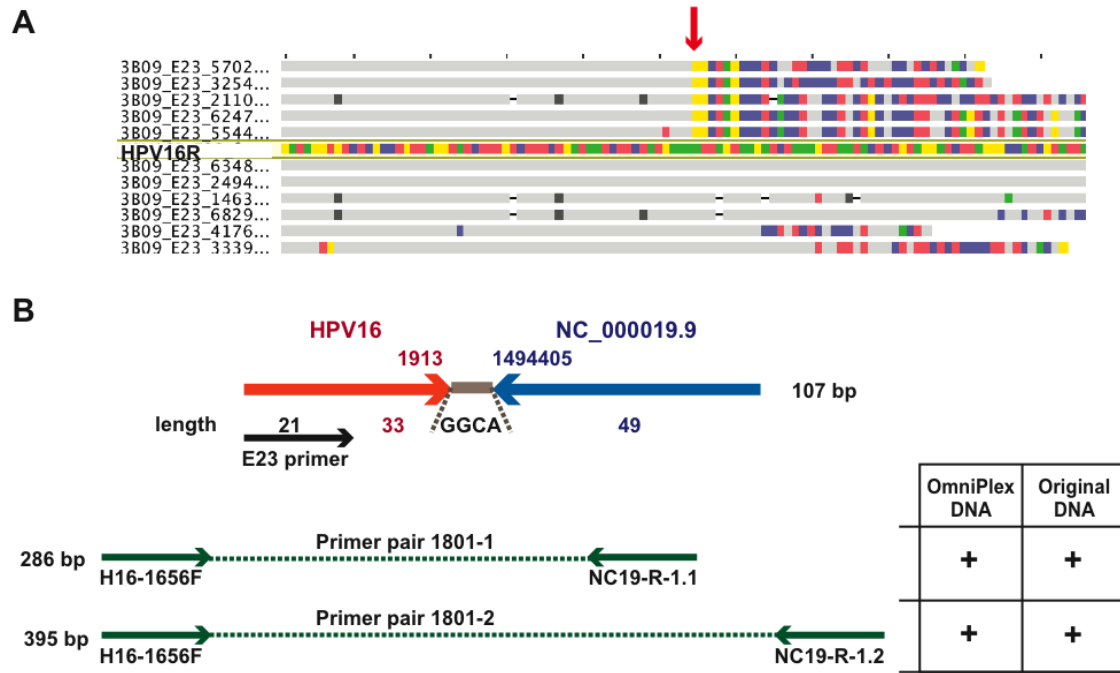 A
3B09_E23_5702...
3B09_E23_3254...
3B09_E23_2110...
3B09_E23_6247...
3B09_E23_5544...
HPV16R
3B09_E23_6348...
3B09_E23_2494...
3B09_E23_1463...
3B09_E23_6829...
3B09_E23_4176...
3B09_E23_3339...
B
HPV16 NC_000019.9
1913 1494405
107 bp
length 21 33 GGCA 49
E23 primer
OmniPlex DNA Original DNA
286 bp Primer pair 1801-1 + +
H16-1656F NC19-R-1.1
395 bp Primer pair 1801-2 + +
H16-1656F NC19-R-1.2